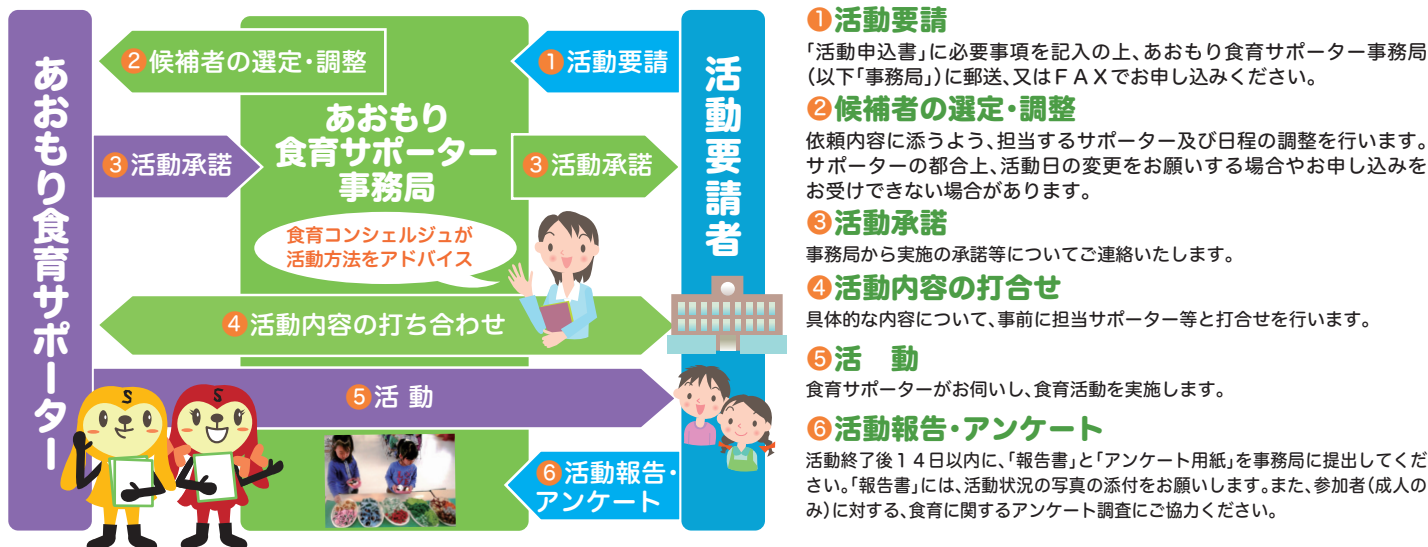 あおもり食育サポーター
❷候補者の選定・調整
❶活動要請
あおもり
食育サポーター
事務局
❸活動承諾
❸活動承諾
食育コンシェルジュが
活動方法をアドバイス
❹活動内容の打ち合わせ
❺活 動
❻活動報告・
アンケート
活動要請者
S
S
❶活動要請
「活動申込書」に必要事項を記入の上、あおもり食育サポーター事務局
(以下「事務局」)に郵送、又はＦＡＸでお申し込みください。
❷候補者の選定・調整
依頼内容に添うよう、担当するサポーター及び日程の調整を行います。
サポーターの都合上、活動日の変更をお願いする場合やお申し込みを
お受けできない場合があります。
❸活動承諾
事務局から実施の承諾等についてご連絡いたします。
❹活動内容の打合せ
具体的な内容について、事前に担当サポーター等と打合せを行います。
❺活　動
食育サポーターがお伺いし、食育活動を実施します。
❻活動報告・アンケート
活動終了後１４日以内に、「報告書」と「アンケート用紙」を事務局に提出してくだ
さい。「報告書」には、活動状況の写真の添付をお願いします。また、参加者(成人の
み)に対する、食育に関するアンケート調査にご協力ください。